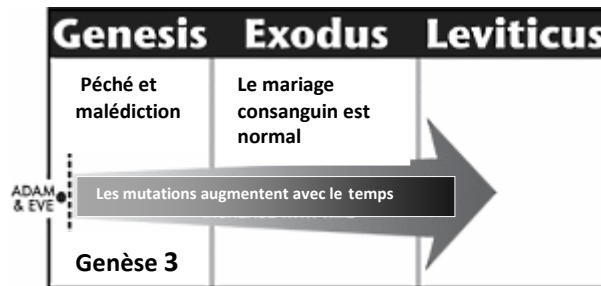 Genesis Exodus Leviticus
Péché et
malédiction
Le mariage
consanguin est
normal
ADAM
& EVE
Les mutations augmentent avec le temps
Genèse 3